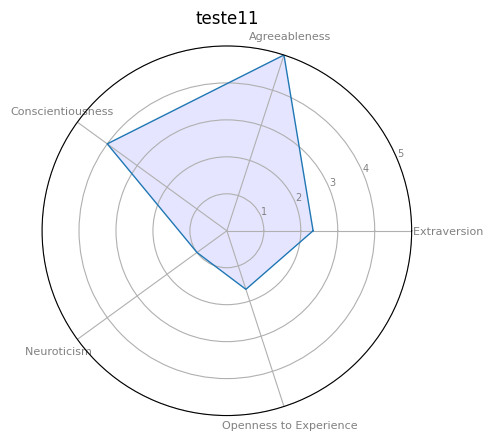 teste11
Agreeableness
Conscientiousness
5
4
3
2
1
Extraversion
Neuroticism
Openness to Experience